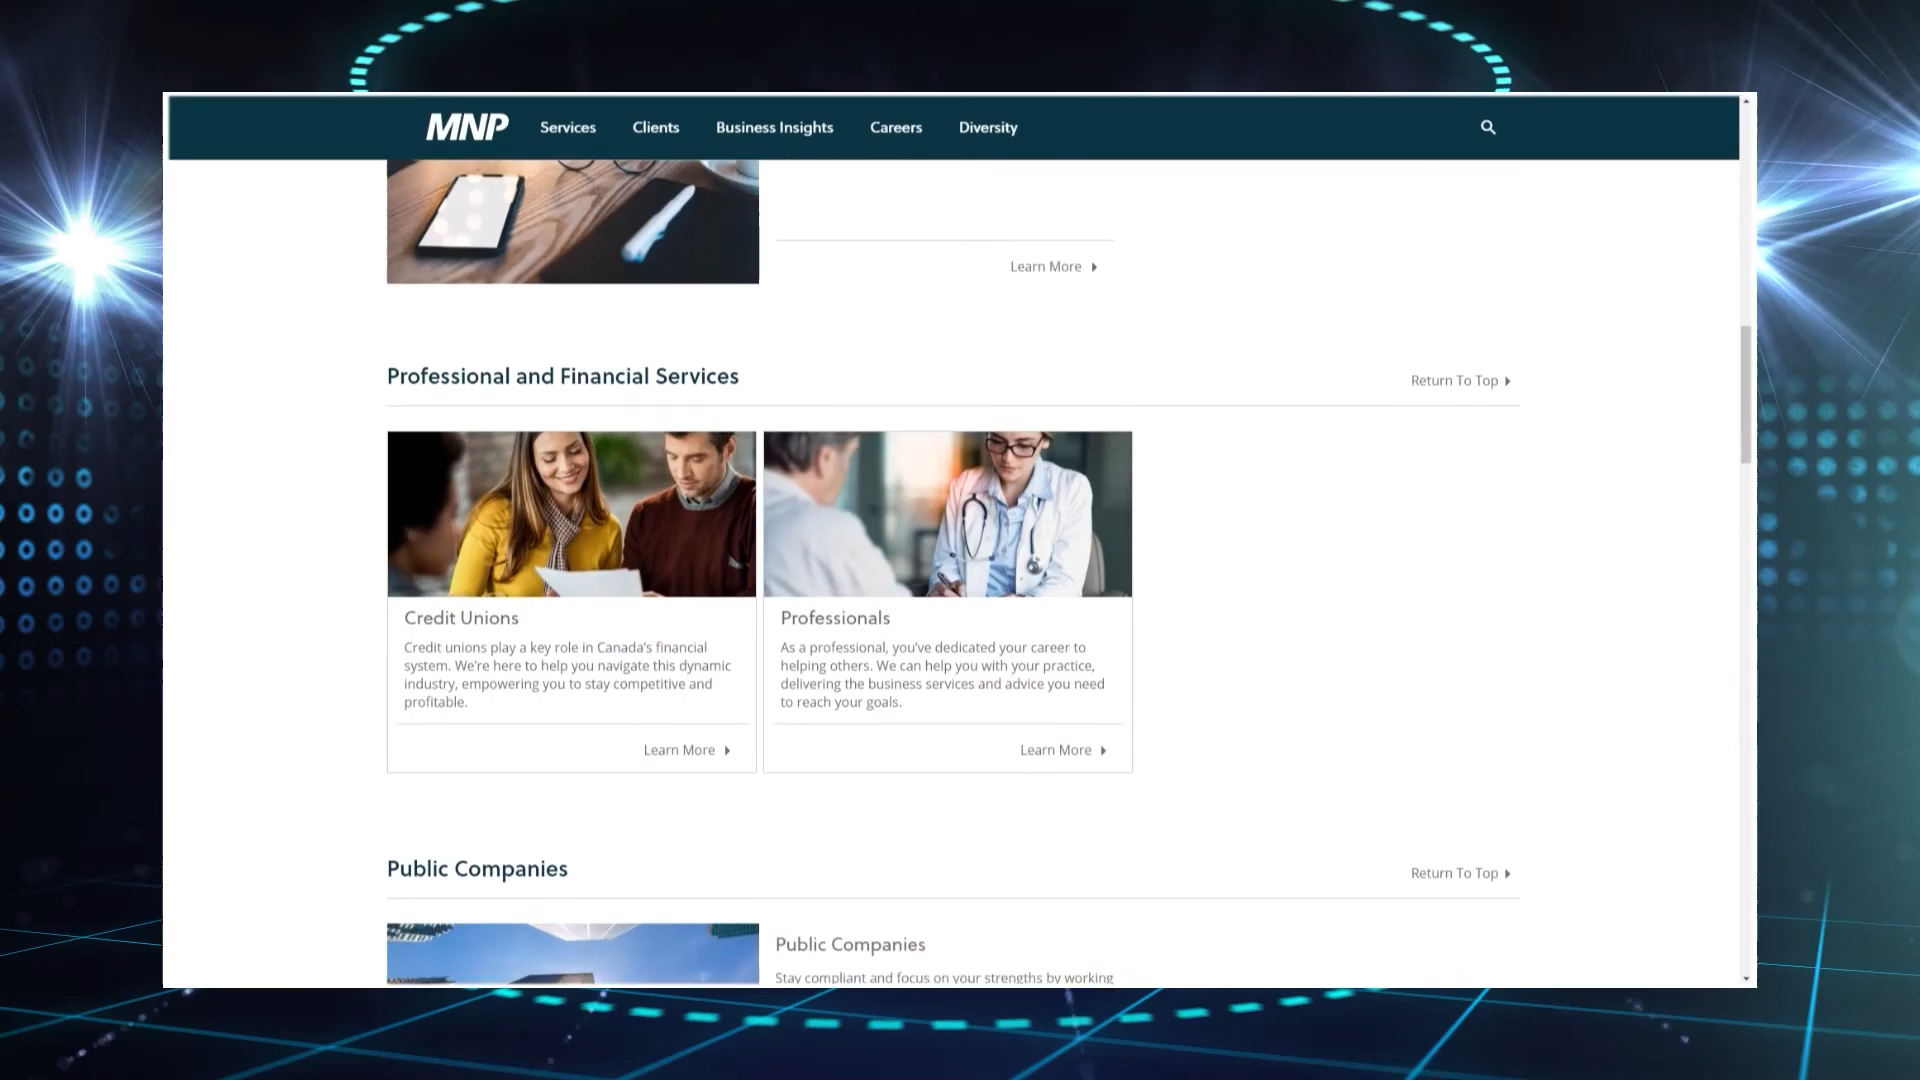 MNP Services Clients Business Insights Careers Diversity
Learn More
Professional and Financial Services
Return To Top
Credit Unions
Credit unions play a key role in Canada's financial
system. We're here to help you navigate this dynamic
industry, empowering you to stay competitive and
profitable.
Learn More
Professionals
As a professional, you've dedicated your career to
helping others. We can help you with your practice,
delivering the business services and advice you need
to reach your goals.
Learn More
Public Companies
Return To Top
Public Companies
Stay compliant and focus on your strengths by working